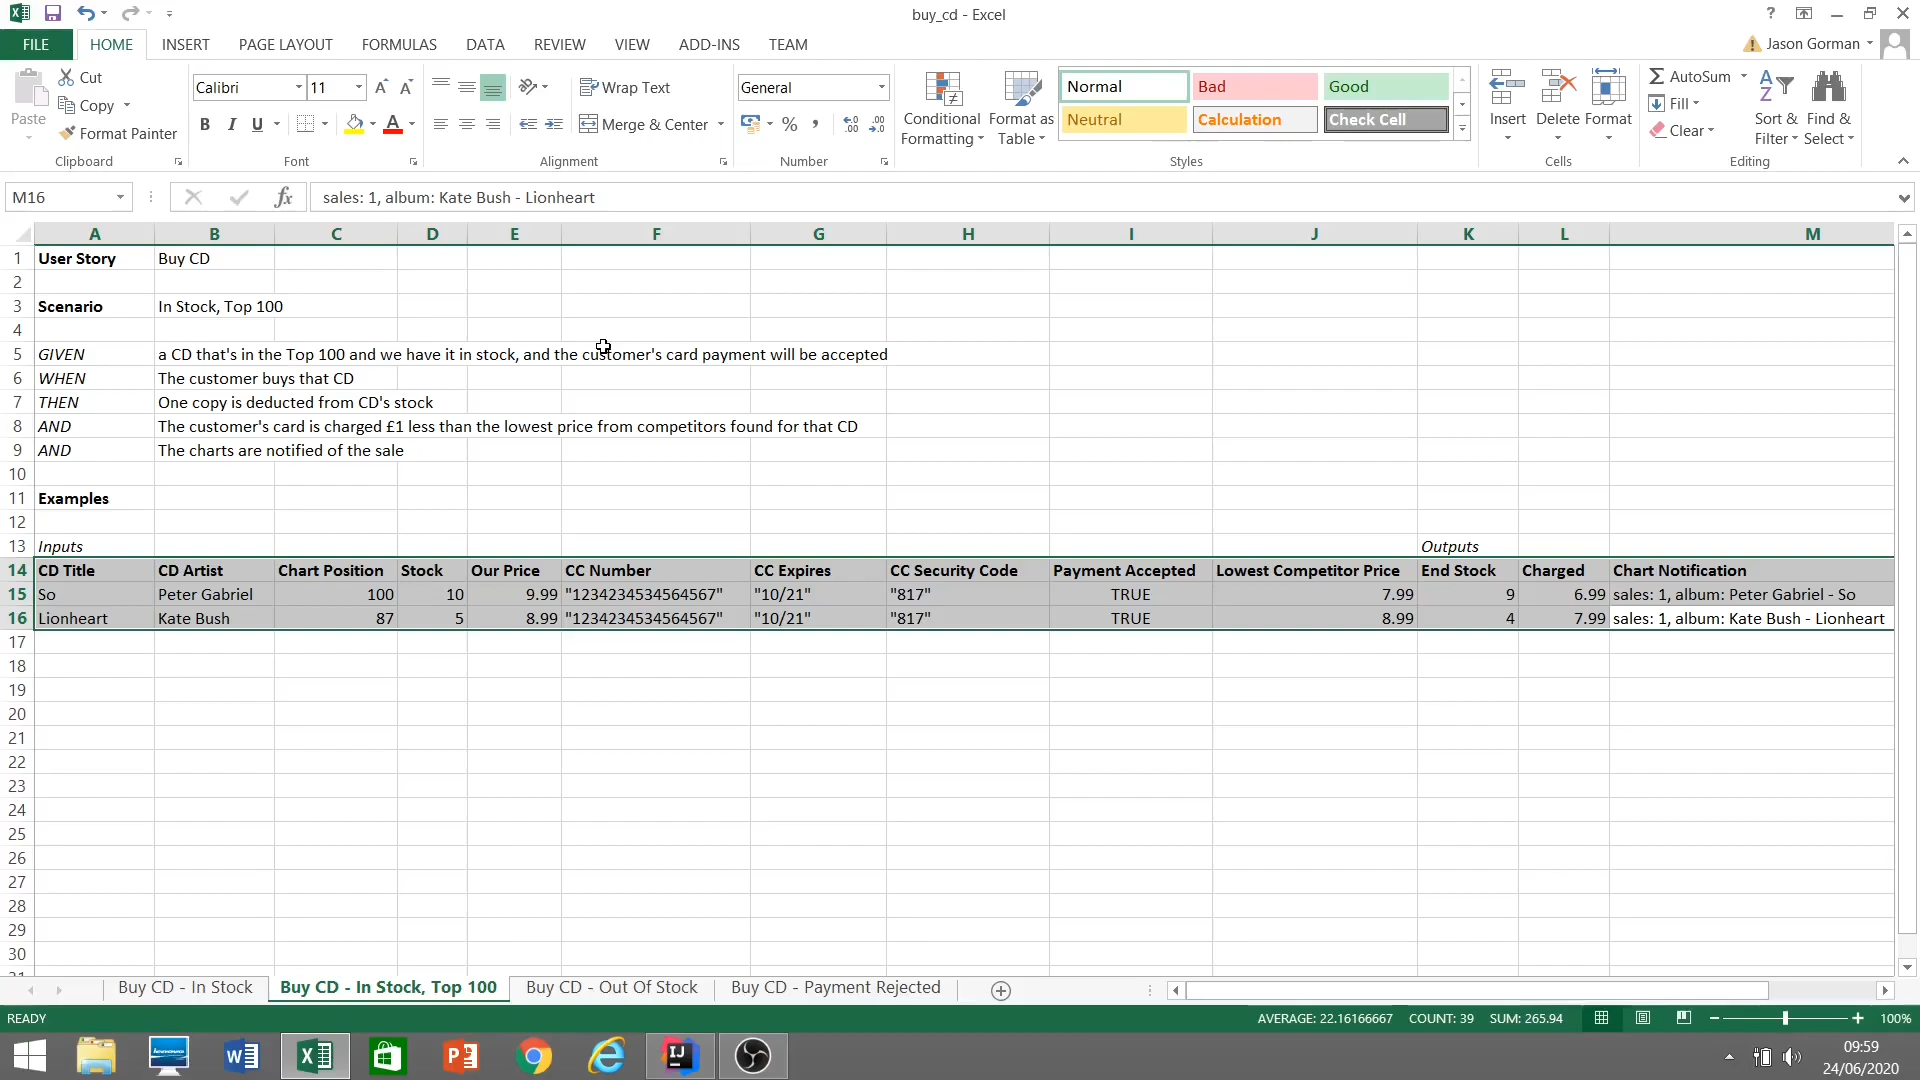 buy_cd - Excel
?
FILE HOME INSERT PAGE LAYOUT FORMULAS DATA REVIEW VIEW ADD-INS TEAM
Jason Gorman
Paste
Cut
Copy
Format Painter
Clipboard
Calibri 11 A A
B I U A
Font
Wrap Text
Merge & Center
Alignment
General
% , .00 .0
Number
Conditional Formatting
Format as Table
Normal Bad Good
Neutral Calculation Check Cell
Styles
Insert Delete Format
Cells
AutoSum
Fill
Clear
Sort & Filter
Find & Select
Editing
M16 fx sales: 1, album: Kate Bush - Lionheart
A B C D E F G H I J K L M
1 User Story Buy CD
2
3 Scenario In Stock, Top 100
4
5 GIVEN a CD that's in the Top 100 and we have it in stock, and the customer's card payment will be accepted
6 WHEN The customer buys that CD
7 THEN One copy is deducted from CD's stock
8 AND The customer's card is charged £1 less than the lowest price from competitors found for that CD
9 AND The charts are notified of the sale
10
11 Examples
12
13 Inputs Outputs
14 CD Title CD Artist Chart Position Stock Our Price CC Number CC Expires CC Security Code Payment Accepted Lowest Competitor Price End Stock Charged Chart Notification
15 So Peter Gabriel 100 10 9.99 "1234234534564567" "10/21" "817" TRUE 7.99 9 6.99 sales: 1, album: Peter Gabriel - So
16 Lionheart Kate Bush 87 5 8.99 "1234234534564567" "10/21" "817" TRUE 8.99 4 7.99 sales: 1, album: Kate Bush - Lionheart
17
18
19
20
21
22
23
24
25
26
27
28
29
30
Buy CD - In Stock Buy CD - In Stock, Top 100 Buy CD - Out Of Stock Buy CD - Payment Rejected
READY AVERAGE: 22.16166667 COUNT: 39 SUM: 265.94 100%
09:59
24/06/2020